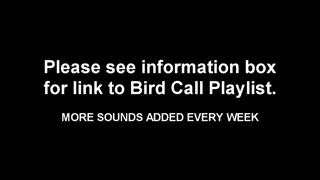 Please see information box
for link to Bird Call Playlist.
MORE SOUNDS ADDED EVERY WEEK